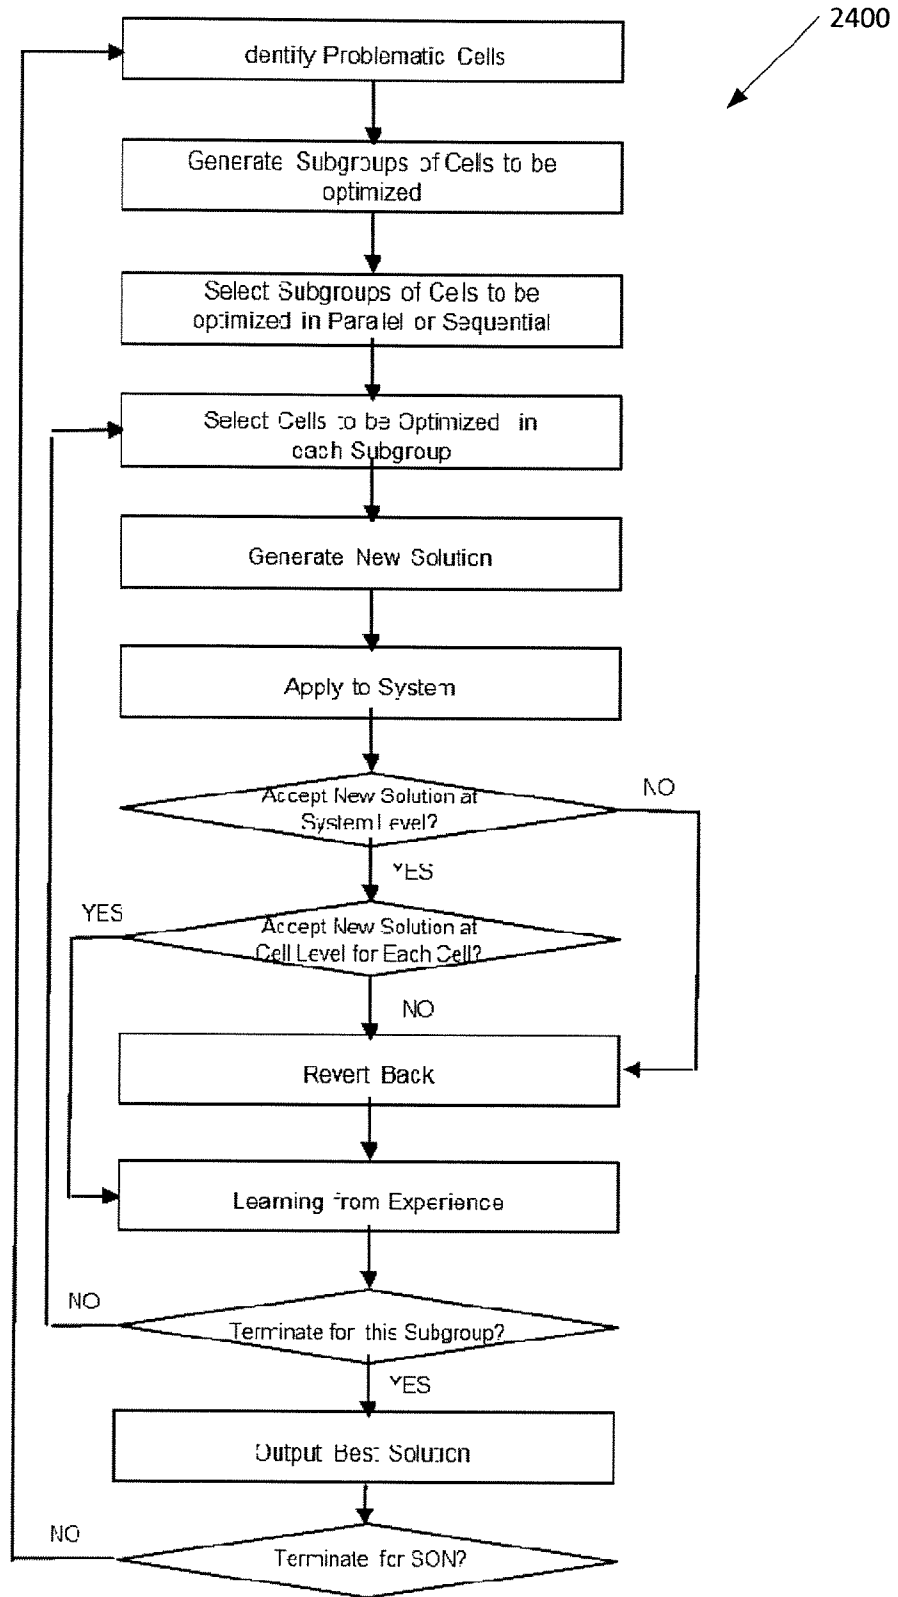 2400
dentify Problematic Cells
Generate Subgroups of Cells to be
optimized
Select Subgroups of Cells to be
optimized in Paralel or Sequential
Select Cells to be Optimized in
each Subgroup
Generate New Solution
Apply to System
Accept New Solution at
System Level?
NO
YES
YES
Accept New Solution at
Cell Level for Each Cell?
NO
Revert Back
Learning from Experience
NO
Terminate for this Subgroup?
YES
Output Best Solution
NO
Terminate for SON?